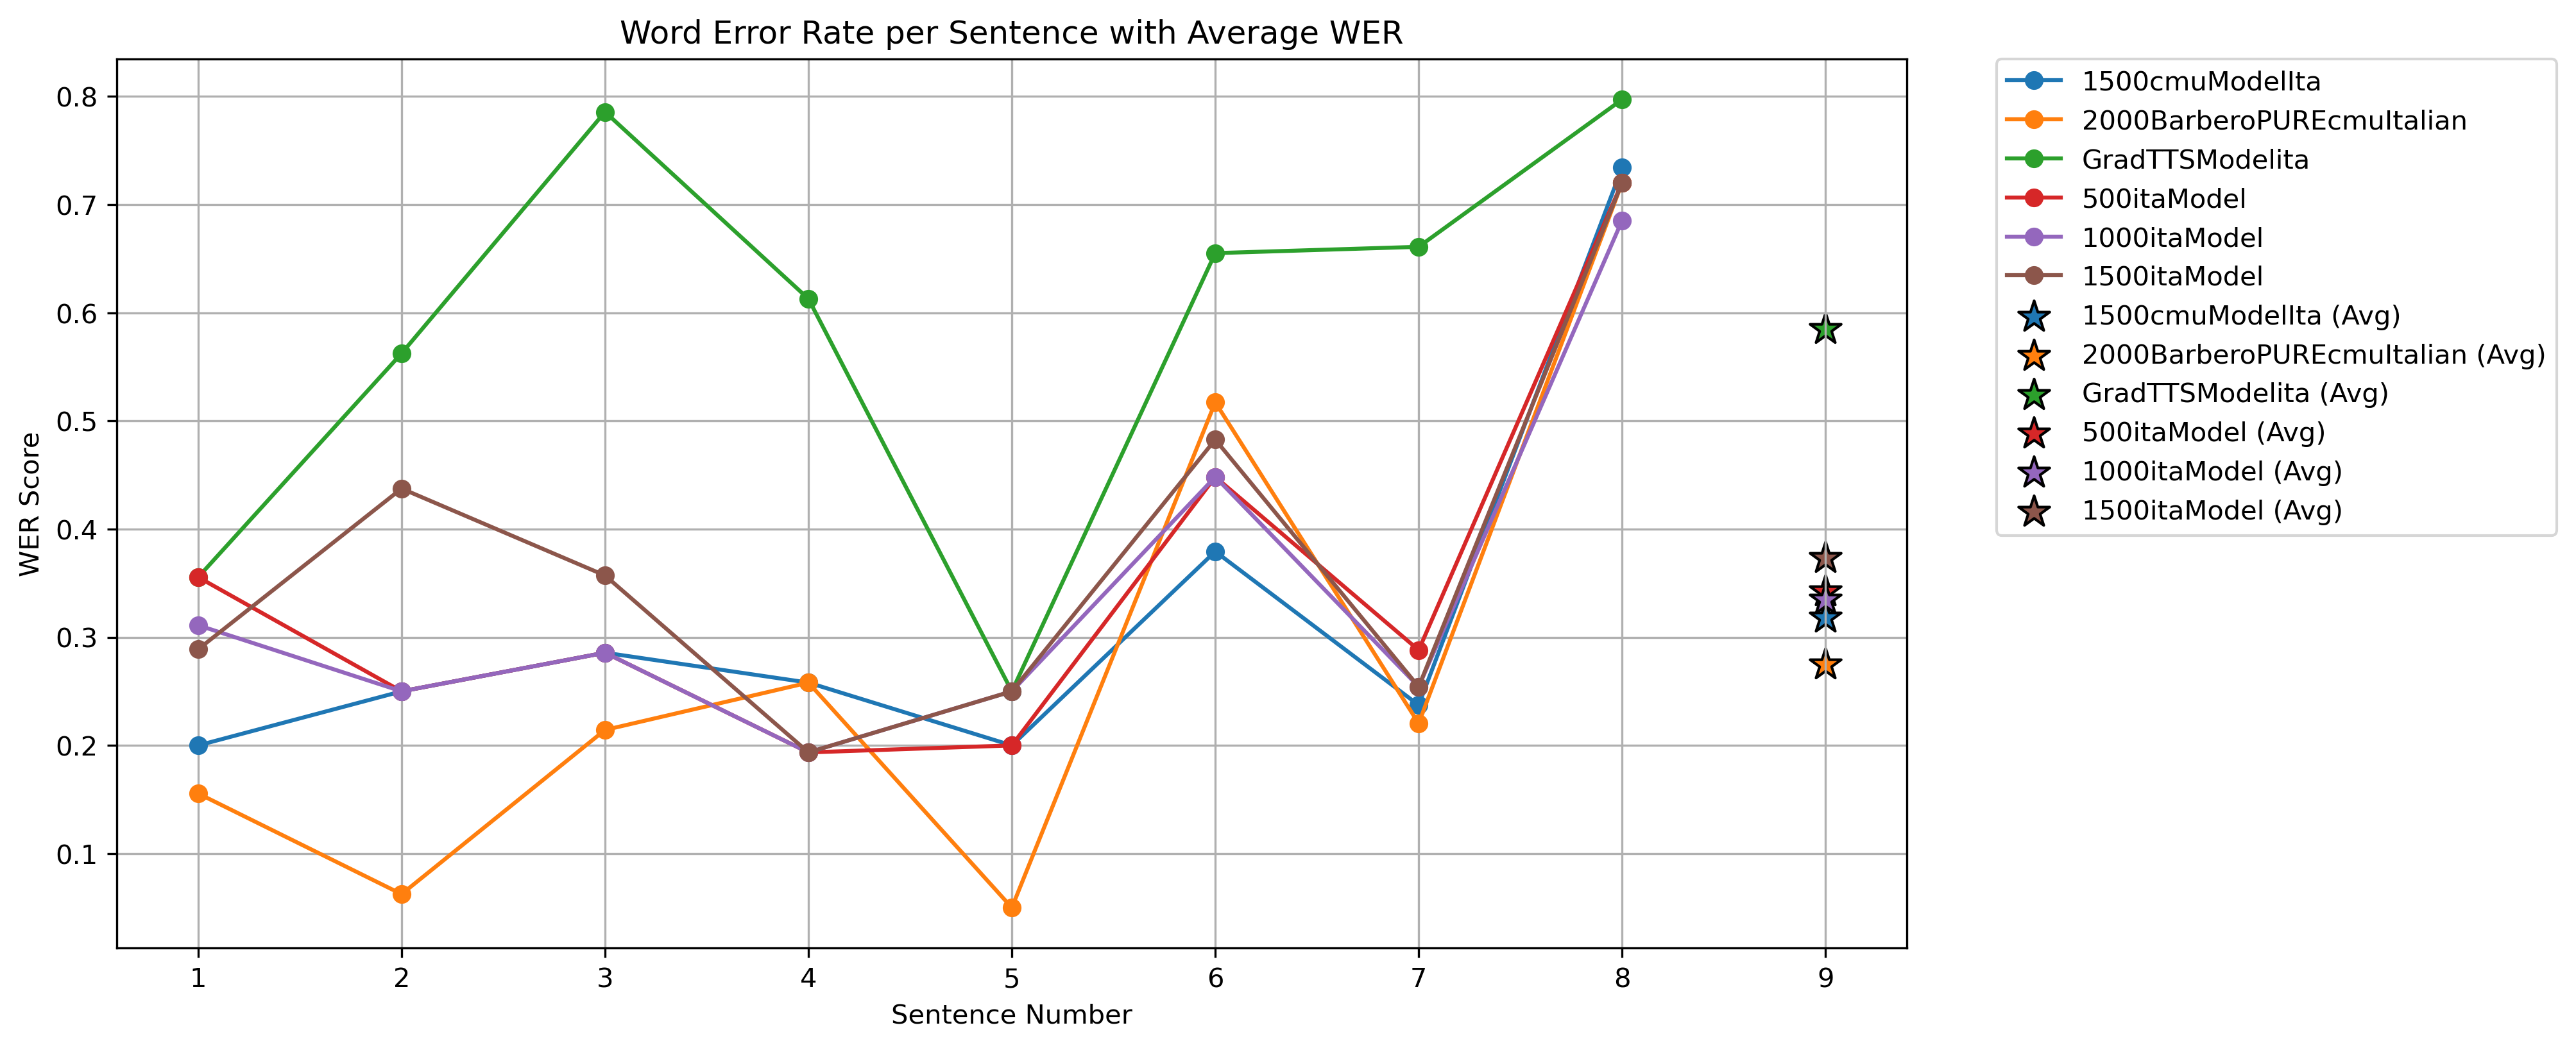 Word Error Rate per Sentence with Average WER
WER Score
0.8
0.7
0.6
0.5
0.4
0.3
0.2
0.1
1 2 3 4 5 6 7 8 9
Sentence Number
1500cmuModelIta
2000BarberoPUREcmuItalian
GradTTSModelita
500itaModel
1000itaModel
1500itaModel
1500cmuModelIta (Avg)
2000BarberoPUREcmuItalian (Avg)
GradTTSModelita (Avg)
500itaModel (Avg)
1000itaModel (Avg)
1500itaModel (Avg)